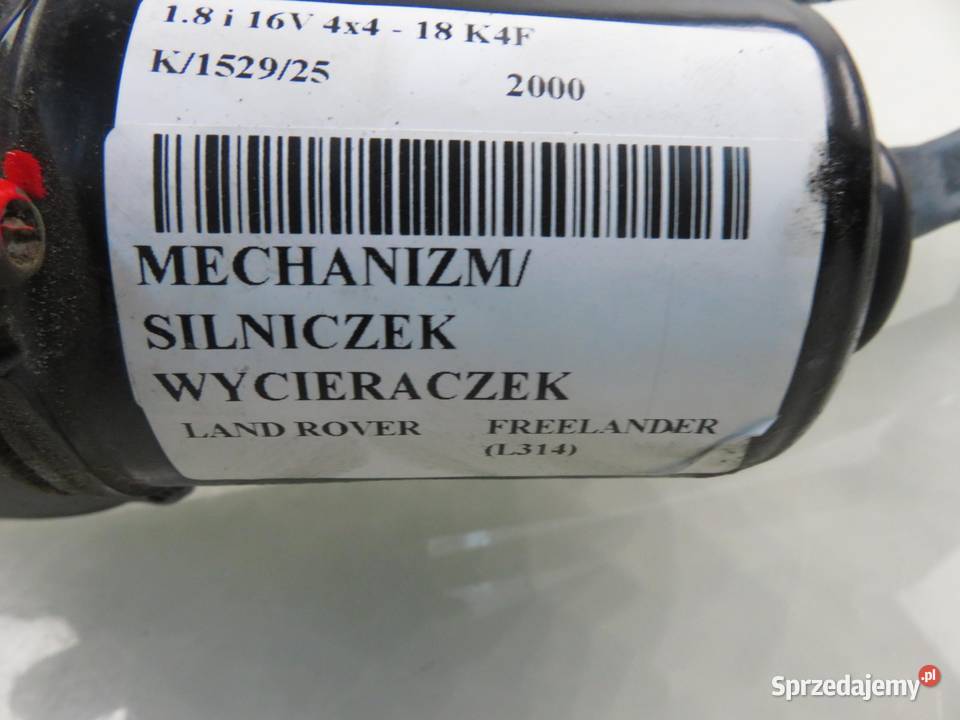 1.8 i 16V 4x4 - 18 K4F
K/1529/25 2000
MECHANIZM/
SILNICZEK
WYCIERACZEK
LAND ROVER FREELANDER
(L314)
Sprzedajemy.pl